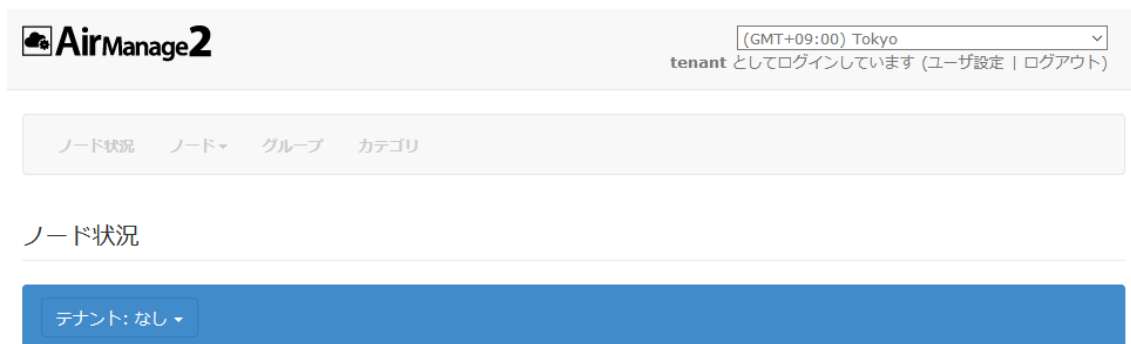 AirManage2
(GMT+09:00) Tokyo
tenant としてログインしています (ユーザ設定 | ログアウト)
ノード状況 ノード グループ カテゴリ
ノード状況
テナント: なし